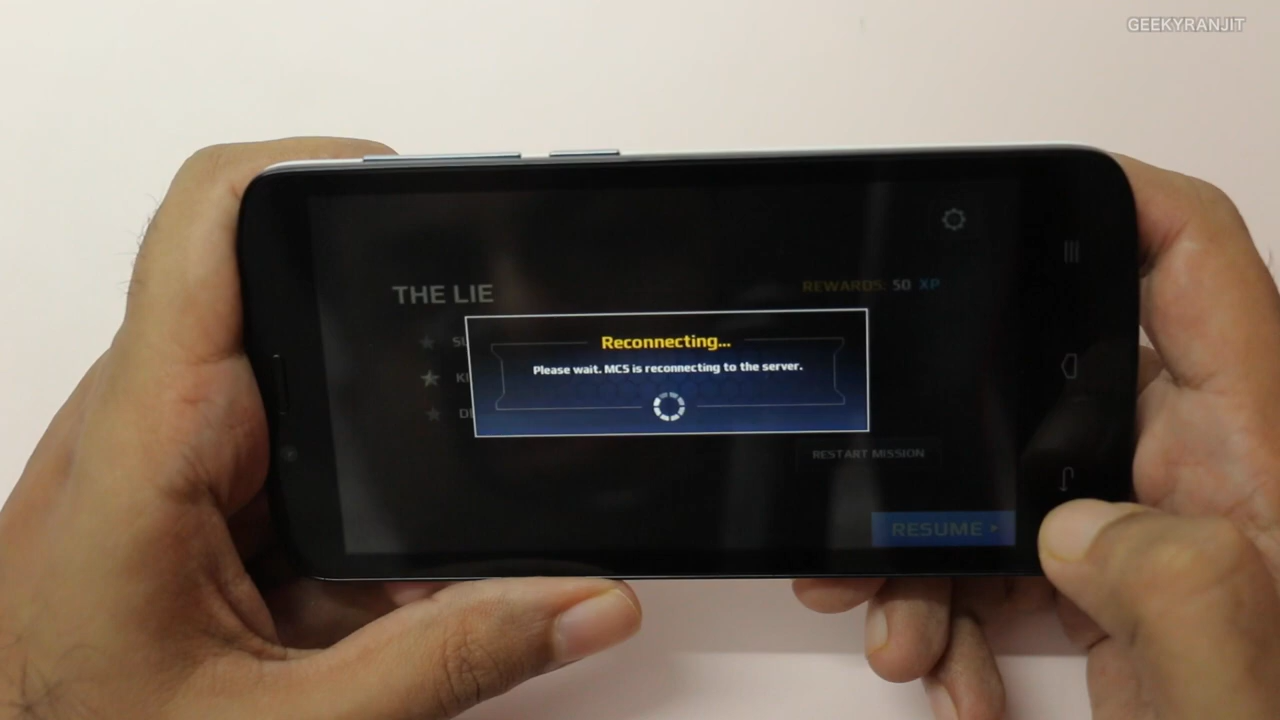 GEEKYRANJIT
THE LIE
REWARDS: 50 XP
Reconnecting...
Please wait. MC5 is reconnecting to the server.
RESTART MISSION
RESUME